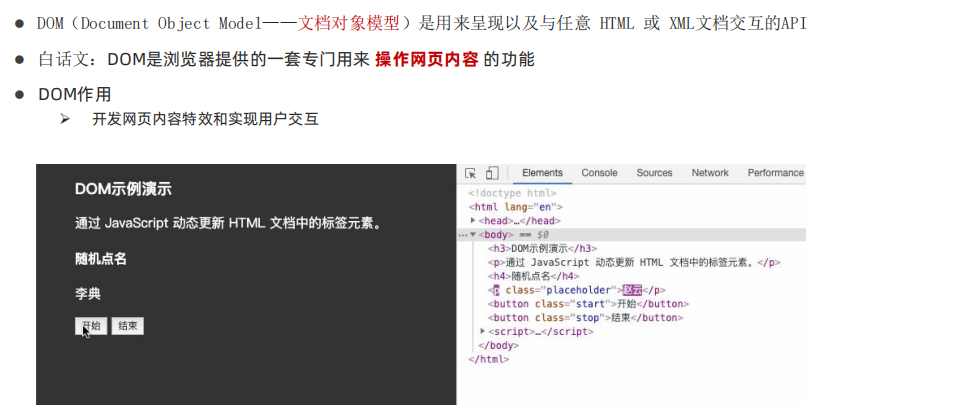 ● DOM（Document Object Model——文档对象模型）是用来呈现以及与任意 HTML 或 XML文档交互的API
● 白话文：DOM是浏览器提供的一套专门用来 操作网页内容 的功能
● DOM作用
➢ 开发网页内容特效和实现用户交互
DOM示例演示
通过 JavaScript 动态更新 HTML 文档中的标签元素。
随机点名
李典
开始 结束
Elements Console Sources Network Performance
<!doctype html>
<html lang="en">
▶<head>…</head>
…▼<body> == $0
<h3>DOM示例演示</h3>
<p>通过 JavaScript 动态更新 HTML 文档中的标签元素。</p>
<h4>随机点名</h4>
<p class="placeholder">赵云</p>
<button class="start">开始</button>
<button class="stop">结束</button>
▶<script>…</script>
</body>
</html>